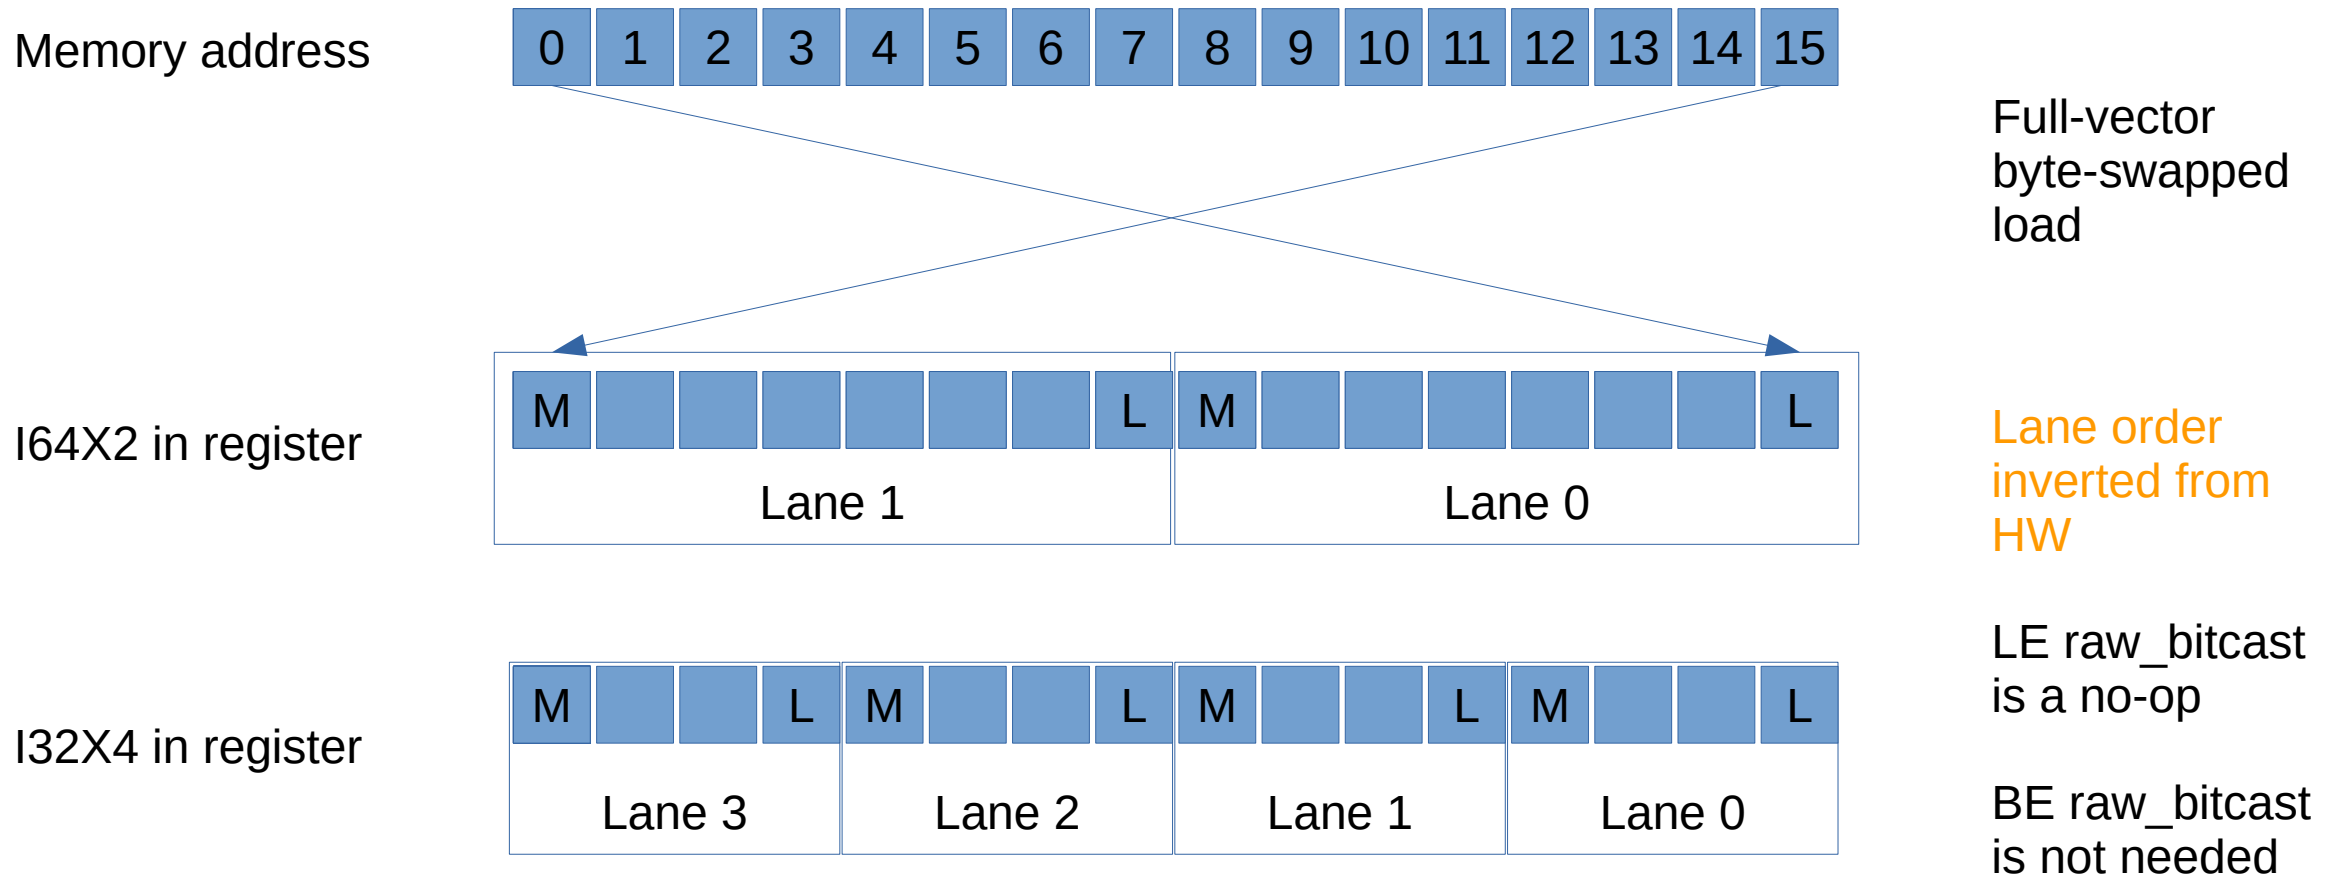 Memory address
0 1 2 3 4 5 6 7 8 9 10 11 12 13 14 15
Full-vector
byte-swapped
load
I64X2 in register
M L M L
Lane 1 Lane 0
Lane order
inverted from
HW
I32X4 in register
M L M L M L M L
Lane 3 Lane 2 Lane 1 Lane 0
LE raw_bitcast
is a no-op
BE raw_bitcast
is not needed